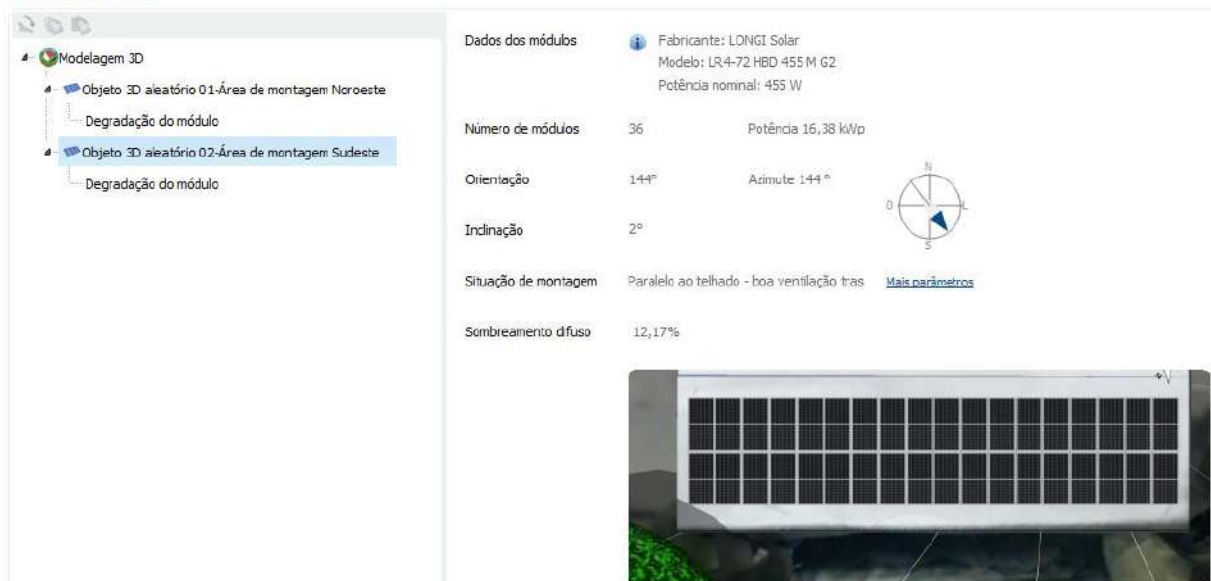 Modelagem 3D
Objeto 3D aleatório 01-Área de montagem Noroeste
Degradação do módulo
Objeto 3D aleatório 02-Área de montagem Sudeste
Degradação do módulo
Dados dos módulos
Fabricante: LONGI Solar
Modelo: LR4-72 HBD 455 M G2
Potência nominal: 455 W
Número de módulos 36 Potência 16,38 kWp
Orientação 144° Azimute 144 °
N
O L
S
Inclinação 2°
Situação de montagem Paralelo ao telhado - boa ventilação tras Mais parâmetros
Sombreamento difuso 12,17%